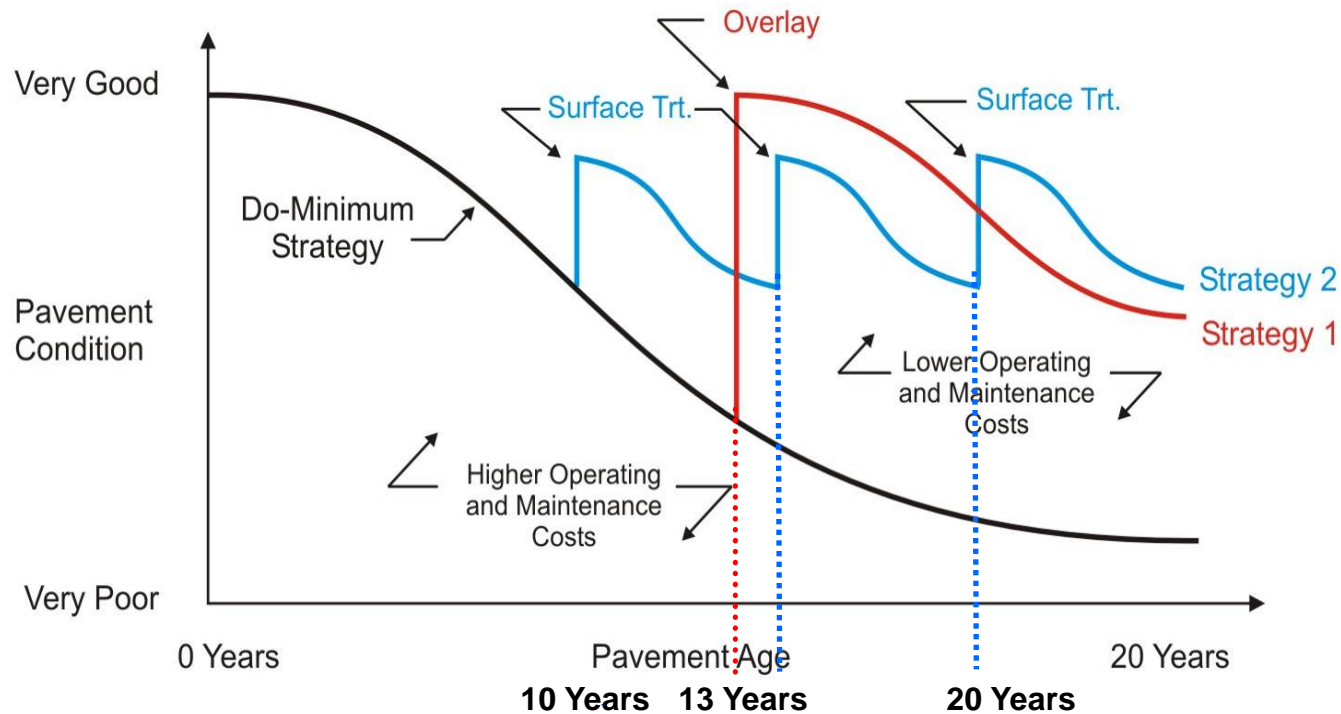 Overlay
Very Good
Surface Trt.
Surface Trt.
Do-Minimum
Strategy
Strategy 2
Pavement
Condition
Strategy 1
Lower Operating
and Maintenance
Costs
Higher Operating
and Maintenance
Costs
Very Poor
0 Years
Pavement Age
20 Years
10 Years
13 Years
20 Years